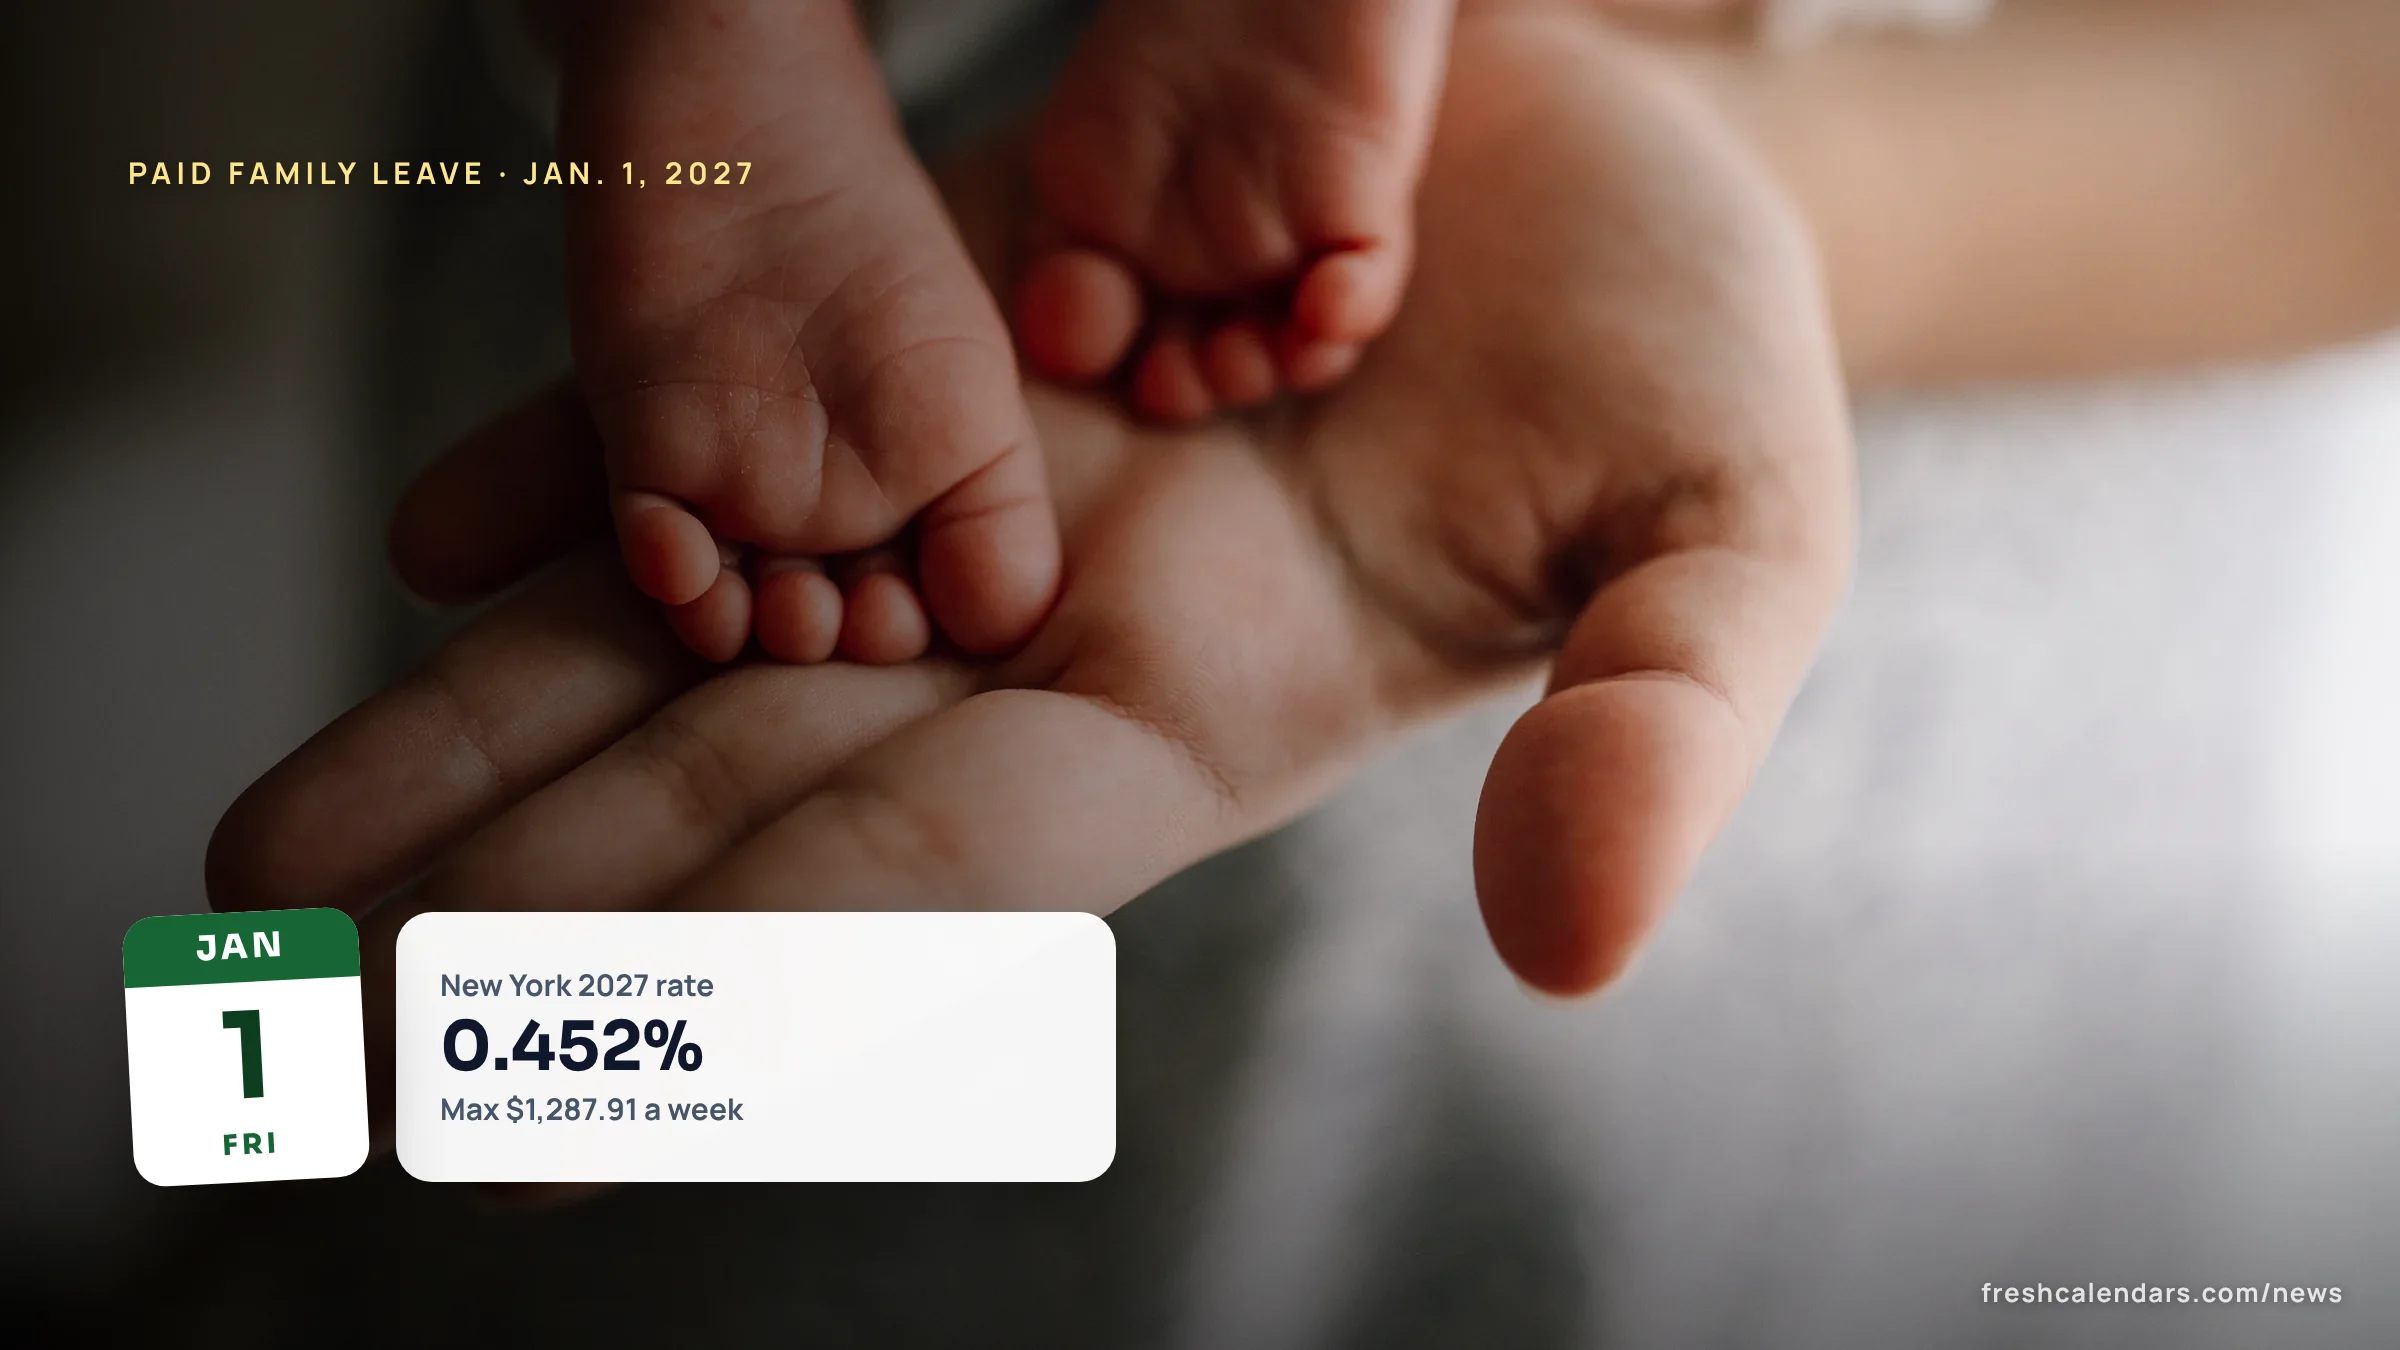 PAID FAMILY LEAVE · JAN. 1, 2027
JAN
1
FRI
New York 2027 rate
0.452%
Max $1,287.91 a week
freshcalendars.com/news